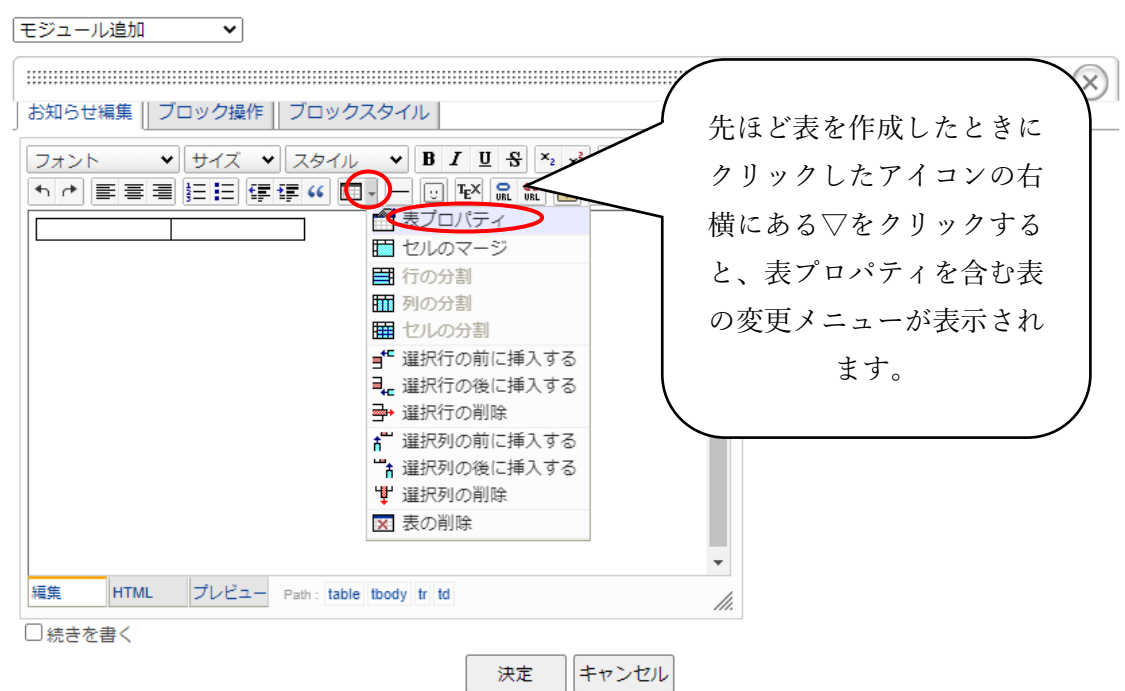 モジュール追加
お知らせ編集 ブロック操作 ブロックスタイル
フォント サイズ スタイル B I U S ×₂
TEX URL URL
先ほど表を作成したときに
クリックしたアイコンの右
横にある▽をクリックする
と、表プロパティを含む表
の変更メニューが表示され
ます。
表プロパティ
セルのマージ
行の分割
列の分割
セルの分割
選択行の前に挿入する
選択行の後に挿入する
選択行の削除
選択列の前に挿入する
選択列の後に挿入する
選択列の削除
表の削除
編集 HTML プレビュー Path : table tbody tr td
続きを書く
決定 キャンセル